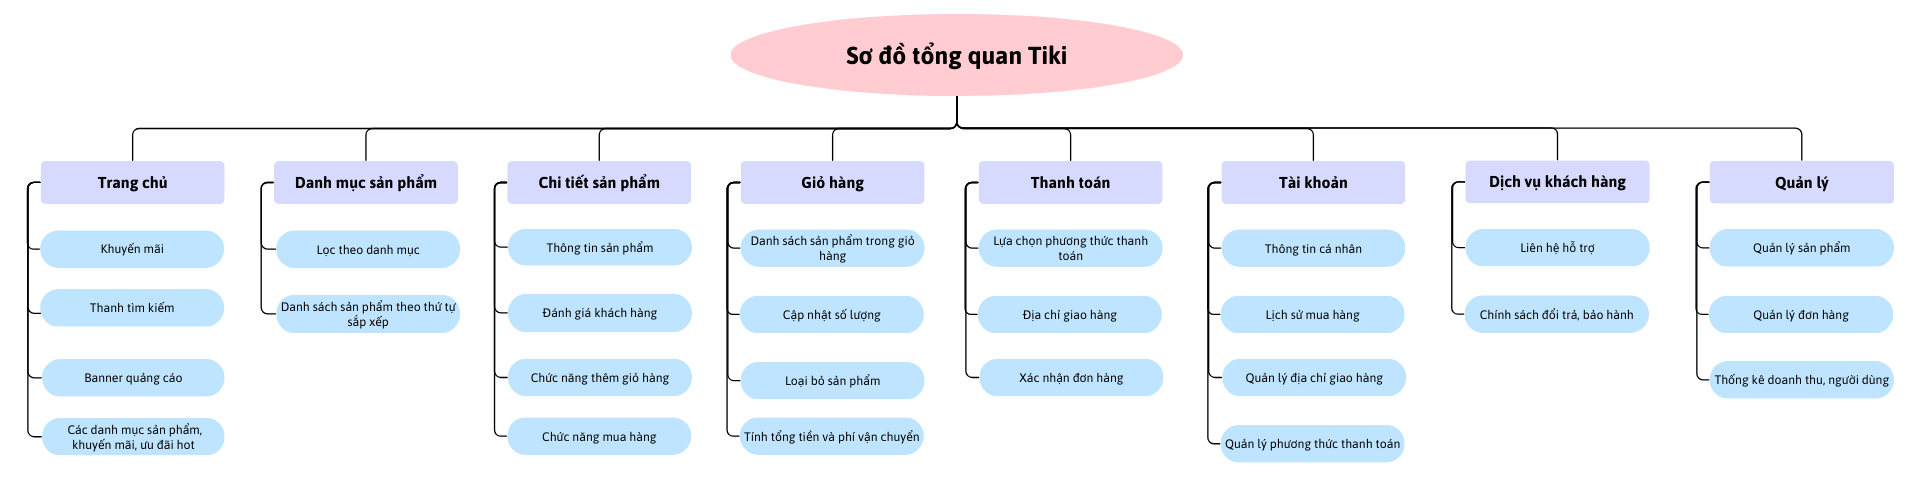 Sơ đồ tổng quan Tiki
Trang chủ
Khuyến mãi
Thanh tìm kiếm
Banner quảng cáo
Các danh mục sản phẩm,
khuyến mãi, ưu đãi hot
Danh mục sản phẩm
Lọc theo danh mục
Danh sách sản phẩm theo thứ tự
sắp xếp
Chi tiết sản phẩm
Thông tin sản phẩm
Đánh giá khách hàng
Chức năng thêm giỏ hàng
Chức năng mua hàng
Giỏ hàng
Danh sách sản phẩm trong giỏ
hàng
Cập nhật số lượng
Loại bỏ sản phẩm
Tính tổng tiền và phí vận chuyển
Thanh toán
Lựa chọn phương thức thanh
toán
Địa chỉ giao hàng
Xác nhận đơn hàng
Tài khoản
Thông tin cá nhân
Lịch sử mua hàng
Quản lý địa chỉ giao hàng
Quản lý phương thức thanh toán
Dịch vụ khách hàng
Liên hệ hỗ trợ
Chính sách đổi trả, bảo hành
Quản lý
Quản lý sản phẩm
Quản lý đơn hàng
Thống kê doanh thu, người dùng